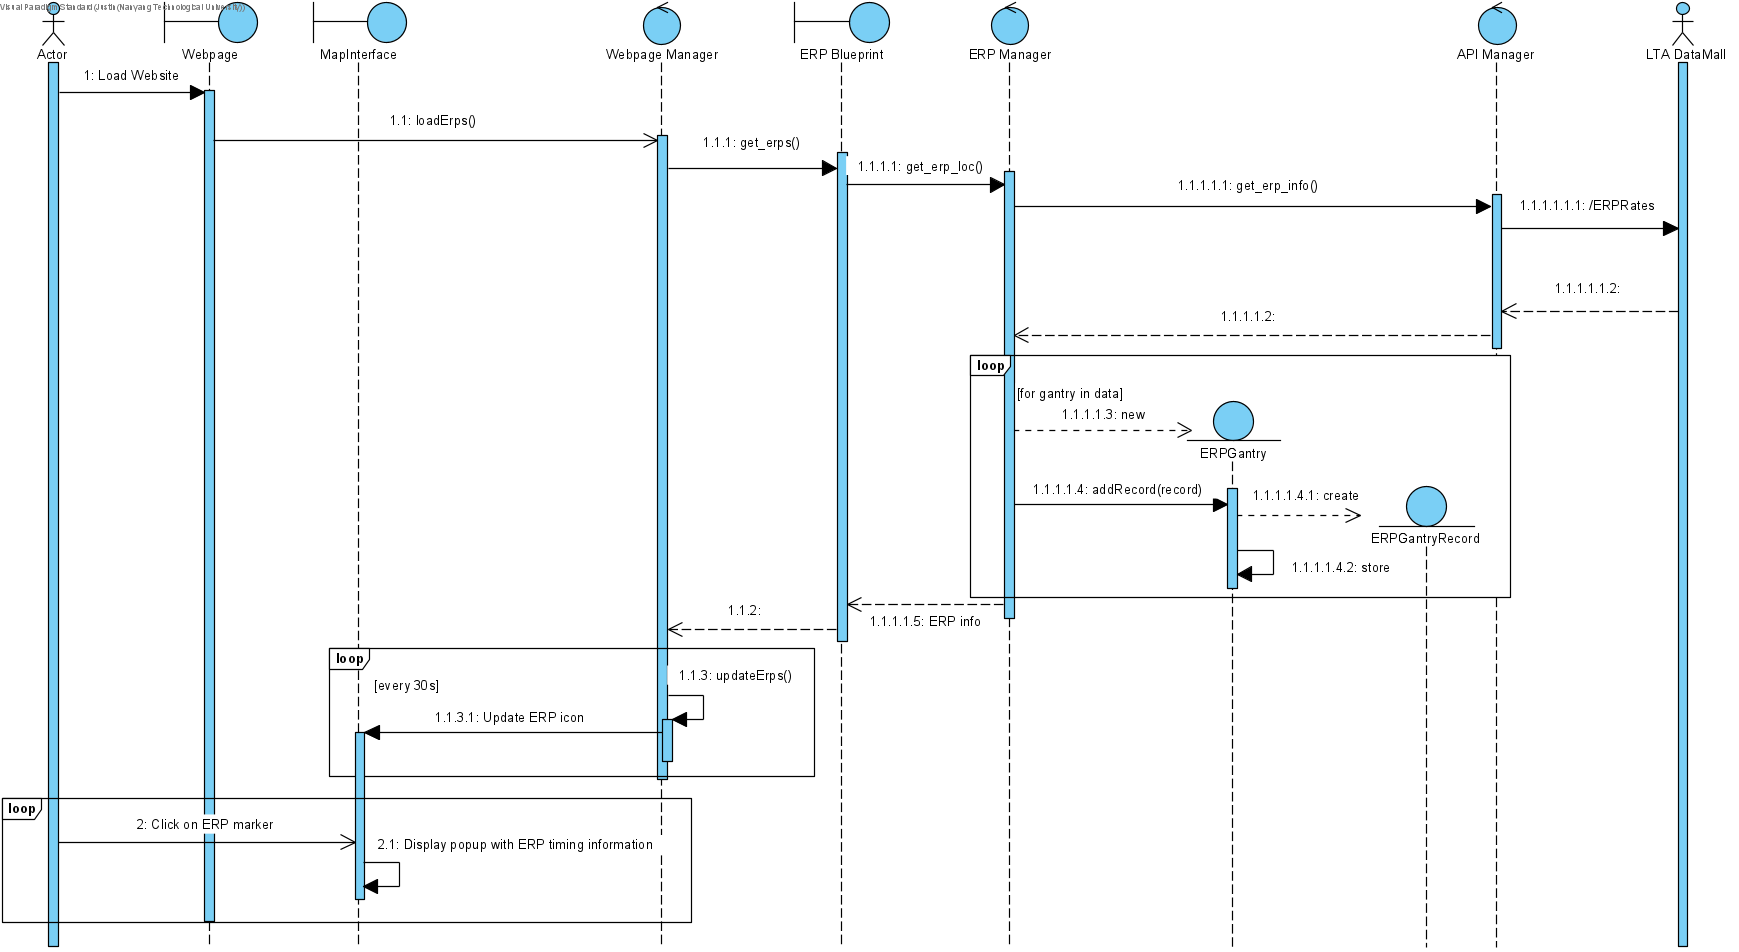 Visual Paradigm Standard (Justin (Nanyang Technological University))
Actor
Webpage
MapInterface
Webpage Manager
ERP Blueprint
ERP Manager
API Manager
LTA DataMall
1: Load Website
1.1: loadErps()
1.1.1: get_erps()
1.1.1.1: get_erp_loc()
1.1.1.1.1: get_erp_info()
1.1.1.1.1.1: /ERPRates
1.1.1.1.1.2:
1.1.1.1.2:
loop
[for gantry in data]
1.1.1.1.3: new
ERPGantry
1.1.1.1.4: addRecord(record)
1.1.1.1.4.1: create
ERPGantryRecord
1.1.1.1.4.2: store
1.1.2:
1.1.1.1.5: ERP info
loop
[every 30s]
1.1.3: updateErps()
1.1.3.1: Update ERP icon
loop
2: Click on ERP marker
2.1: Display popup with ERP timing information